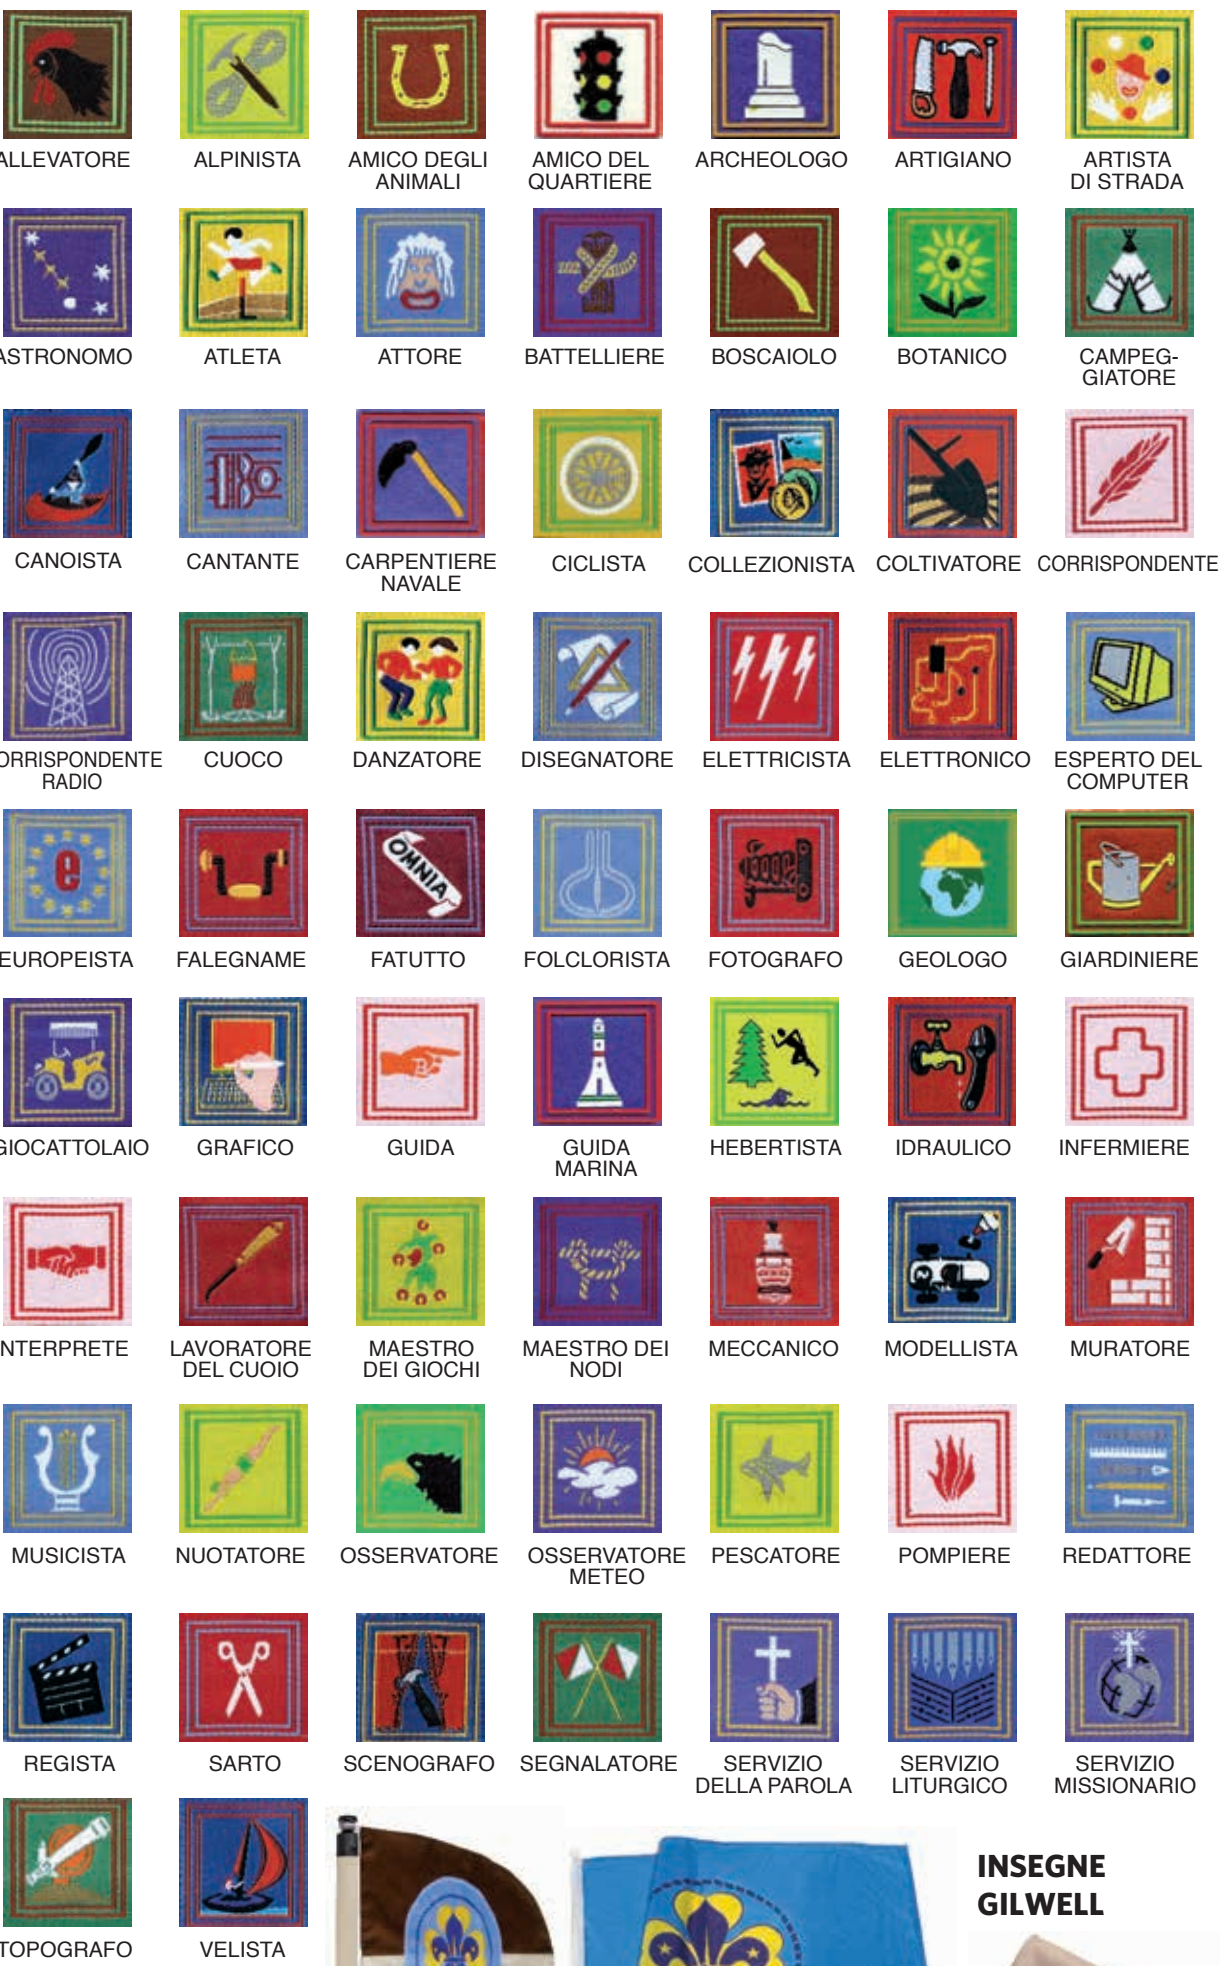 ALLEVATORE
ALPINISTA
AMICO DEGLI
ANIMALI
AMICO DEL
QUARTIERE
ARCHEOLOGO
ARTIGIANO
ARTISTA
DI STRADA
ASTRONOMO
ATLETA
ATTORE
BATTELLIERE
BOSCAIOLO
BOTANICO
CAMPEG-
GIATORE
CANOISTA
CANTANTE
CARPENTIERE
NAVALE
CICLISTA
COLLEZIONISTA
COLTIVATORE
CORRISPONDENTE
ORRISPONDENTE
RADIO
CUOCO
DANZATORE
DISEGNATORE
ELETTRICISTA
ELETTRONICO
ESPERTO DEL
COMPUTER
e
OMNIA
EUROPEISTA
FALEGNAME
FATUTTO
FOLCLORISTA
FOTOGRAFO
GEOLOGO
GIARDINIERE
GIOCATTOLAIO
GRAFICO
GUIDA
GUIDA
MARINA
HEBERTISTA
IDRAULICO
INFERMIERE
NTERPRETE
LAVORATORE
DEL CUOIO
MAESTRO
DEI GIOCHI
MAESTRO DEI
NODI
MECCANICO
MODELLISTA
MURATORE
MUSICISTA
NUOTATORE
OSSERVATORE
OSSERVATORE
METEO
PESCATORE
POMPIERE
REDATTORE
REGISTA
SARTO
SCENOGRAFO
SEGNALATORE
SERVIZIO
DELLA PAROLA
SERVIZIO
LITURGICO
SERVIZIO
MISSIONARIO
TOPOGRAFO
VELISTA
INSEGNE
GILWELL